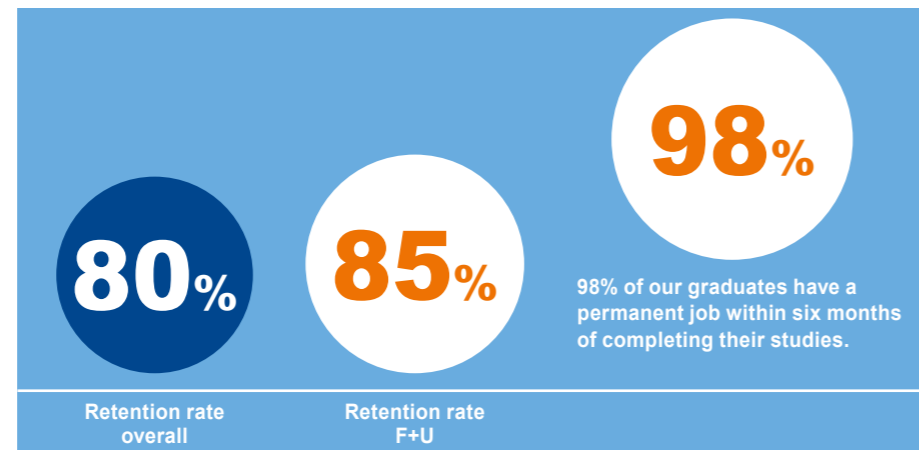 80%
85%
98%
98% of our graduates have a
permanent job within six months
of completing their studies.
Retention rate
overall
Retention rate
F+U